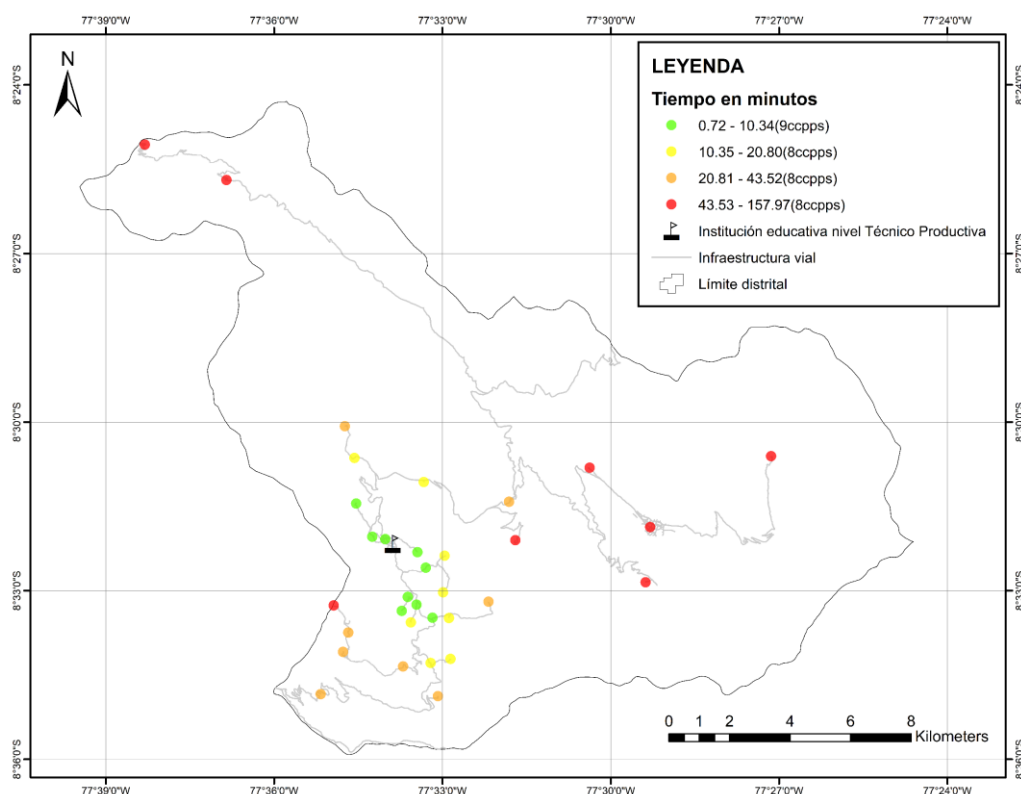 77°39'0"W 77°36'0"W 77°33'0"W 77°30'0"W 77°27'0"W 77°24'0"W
N
LEYENDA
Tiempo en minutos
0.72 - 10.34(9ccpps)
10.35 - 20.80(8ccpps)
20.81 - 43.52(8ccpps)
43.53 - 157.97(8ccpps)
Institución educativa nivel Técnico Productiva
Infraestructura vial
Límite distrital
8°24'0"S 8°24'0"S
8°27'0"S 8°27'0"S
8°30'0"S 8°30'0"S
8°33'0"S 8°33'0"S
8°36'0"S 8°36'0"S
0 1 2 4 6 8
Kilometers
77°39'0"W 77°36'0"W 77°33'0"W 77°30'0"W 77°27'0"W 77°24'0"W